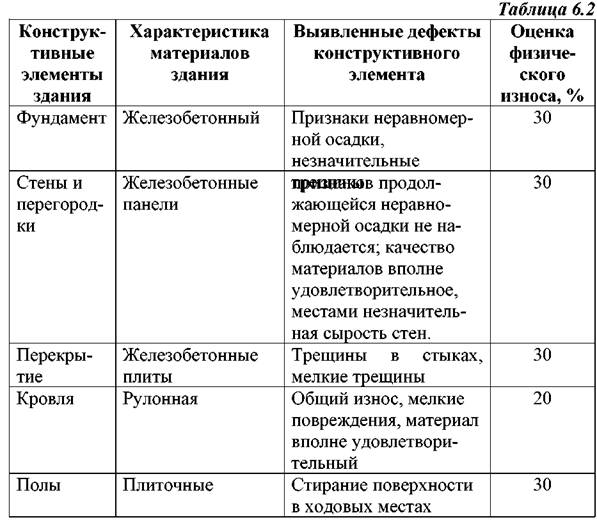 Таблица 6.2
Конструк-
тивные
элементы
здания
Характеристика
материалов
здания
Выявленные дефекты
конструктивного
элемента
Оценка
физиче-
ского
износа, %
Фундамент
Железобетонный
Признаки неравномер-
ной осадки,
незначительные
трещины
30
Стены и
перегород-
ки
Железобетонные
панели
признаков продол-
жающейся неравно-
мерной осадки не на-
блюдается; качество
материалов вполне
удовлетворительное,
местами незначитель-
ная сырость стен.
30
Перекры-
тие
Железобетонные
плиты
Трещины в стыках,
мелкие трещины
30
Кровля
Рулонная
Общий износ, мелкие
повреждения, материал
вполне удовлетвори-
тельный
20
Полы
Плиточные
Стирание поверхности
в ходовых местах
30